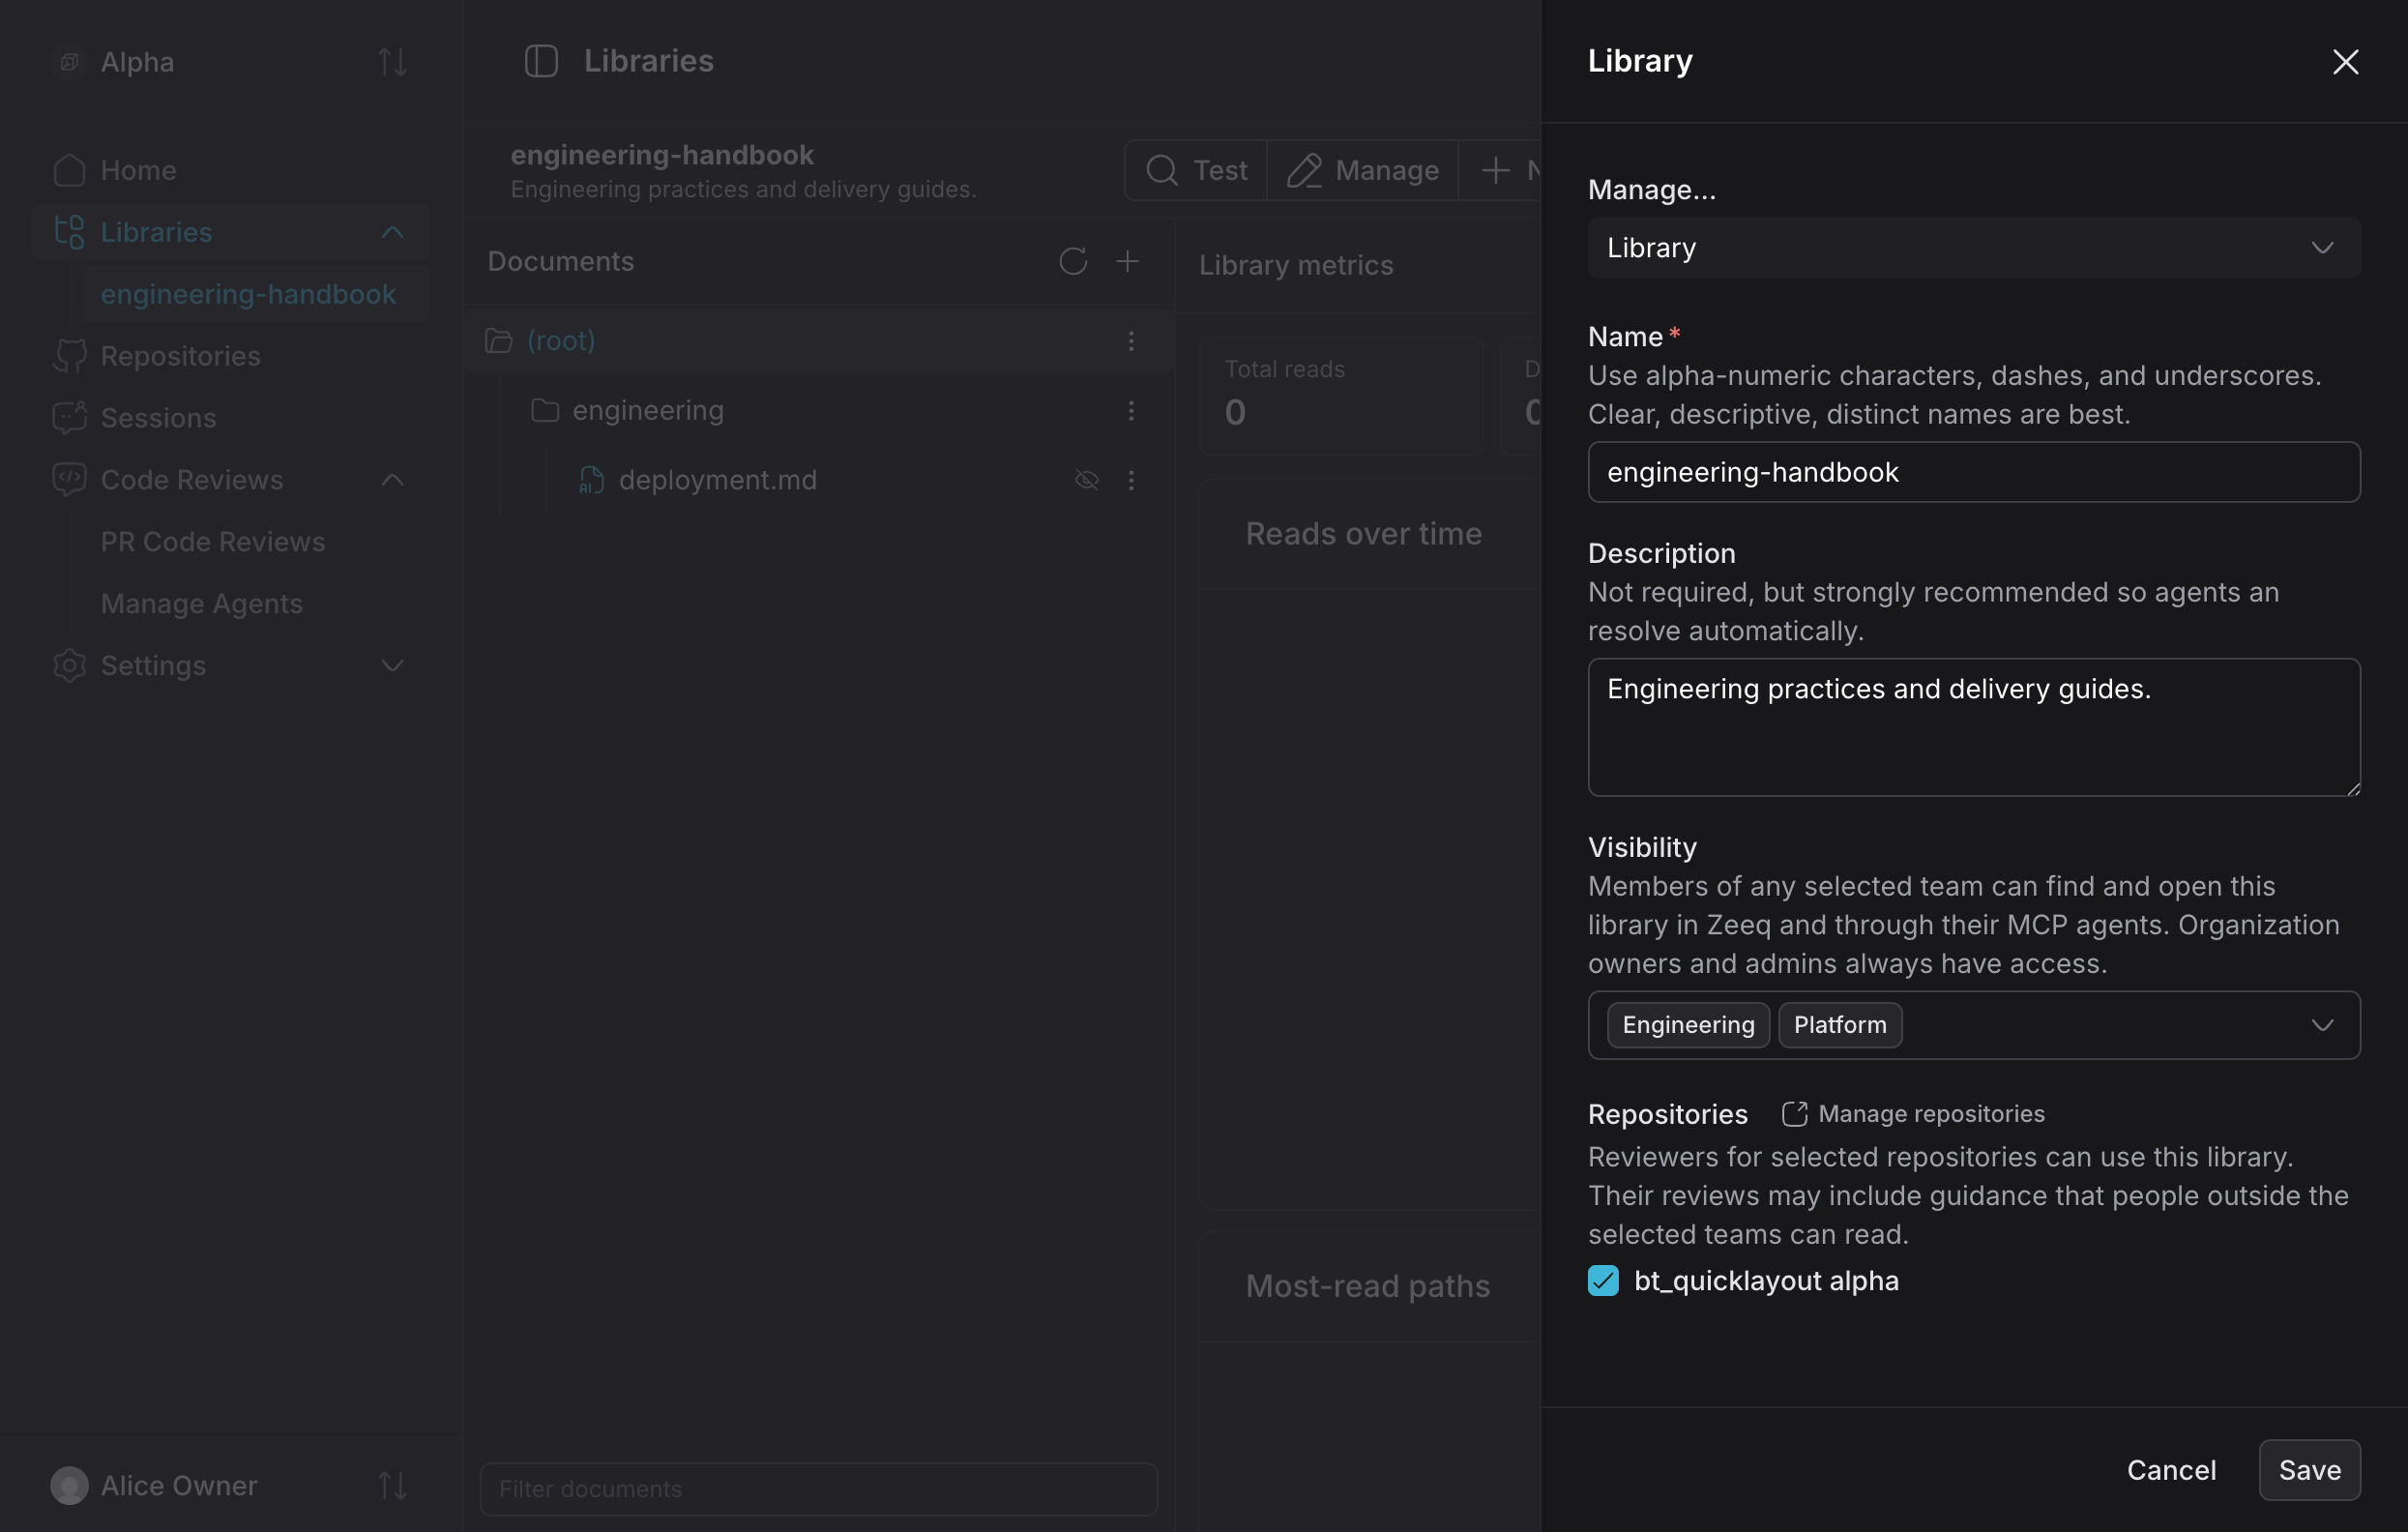 Alpha
Home
Libraries
engineering-handbook
Repositories
Sessions
Code Reviews
PR Code Reviews
Manage Agents
Settings
Alice Owner
Libraries
engineering-handbook
Engineering practices and delivery guides.
Test
Manage
Documents
(root)
engineering
AI
deployment.md
Filter documents
Library metrics
Total reads
0
Reads over time
Most-read paths
Library
Manage...
Library
Name *
Use alpha-numeric characters, dashes, and underscores.
Clear, descriptive, distinct names are best.
engineering-handbook
Description
Not required, but strongly recommended so agents an
resolve automatically.
Engineering practices and delivery guides.
Visibility
Members of any selected team can find and open this
library in Zeeq and through their MCP agents. Organization
owners and admins always have access.
Engineering Platform
Repositories Manage repositories
Reviewers for selected repositories can use this library.
Their reviews may include guidance that people outside the
selected teams can read.
bt_quicklayout alpha
Cancel Save